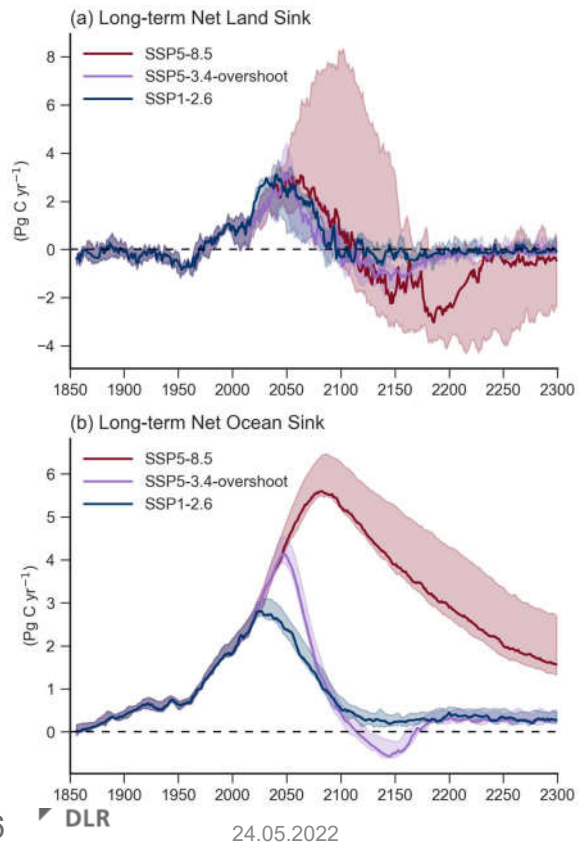 (a) Long-term Net Land Sink
8
SSP5-8.5
SSP5-3.4-overshoot
6
SSP1-2.6
4
(Pg C yr⁻¹)
2
0
−2
−4
1850 1900 1950 2000 2050 2100 2150 2200 2250 2300
(b) Long-term Net Ocean Sink
SSP5-8.5
6
SSP5-3.4-overshoot
SSP1-2.6
5
4
(Pg C yr⁻¹)
3
2
1
0
1850 1900 1950 2000 2050 2100 2150 2200 2250 2300
6 DLR
24.05.2022